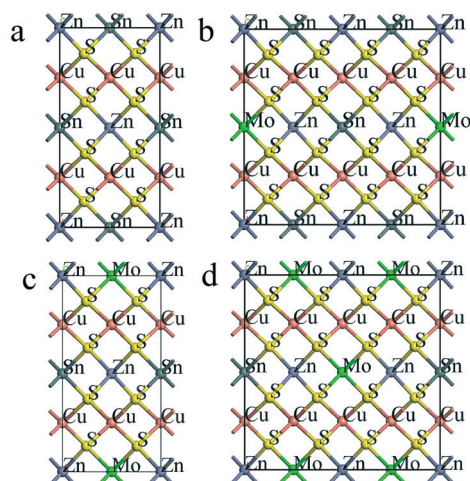 a
Zn Sn Zn
S S
Cu Cu Cu
S S
Sn Zn Sn
S S
Cu Cu Cu
S S
Zn Sn Zn
b
Zn Sn Zn Sn Zn
S S S S
Cu Cu Cu Cu Cu
S S S S
Mo Zn Sn Zn Mo
S S S S
Cu Cu Cu Cu Cu
S S S S
Zn Sn Zn Sn Zn
c
Zn Mo Zn
S S
Cu Cu Cu
S S
Sn Zn Sn
S S
Cu Cu Cu
S S
Zn Mo Zn
d
Zn Mo Zn Mo Zn
S S S S
Cu Cu Cu Cu Cu
S S S S
Sn Zn Mo Zn Sn
S S S S
Cu Cu Cu Cu Cu
S S S S
Zn Mo Zn Mo Zn